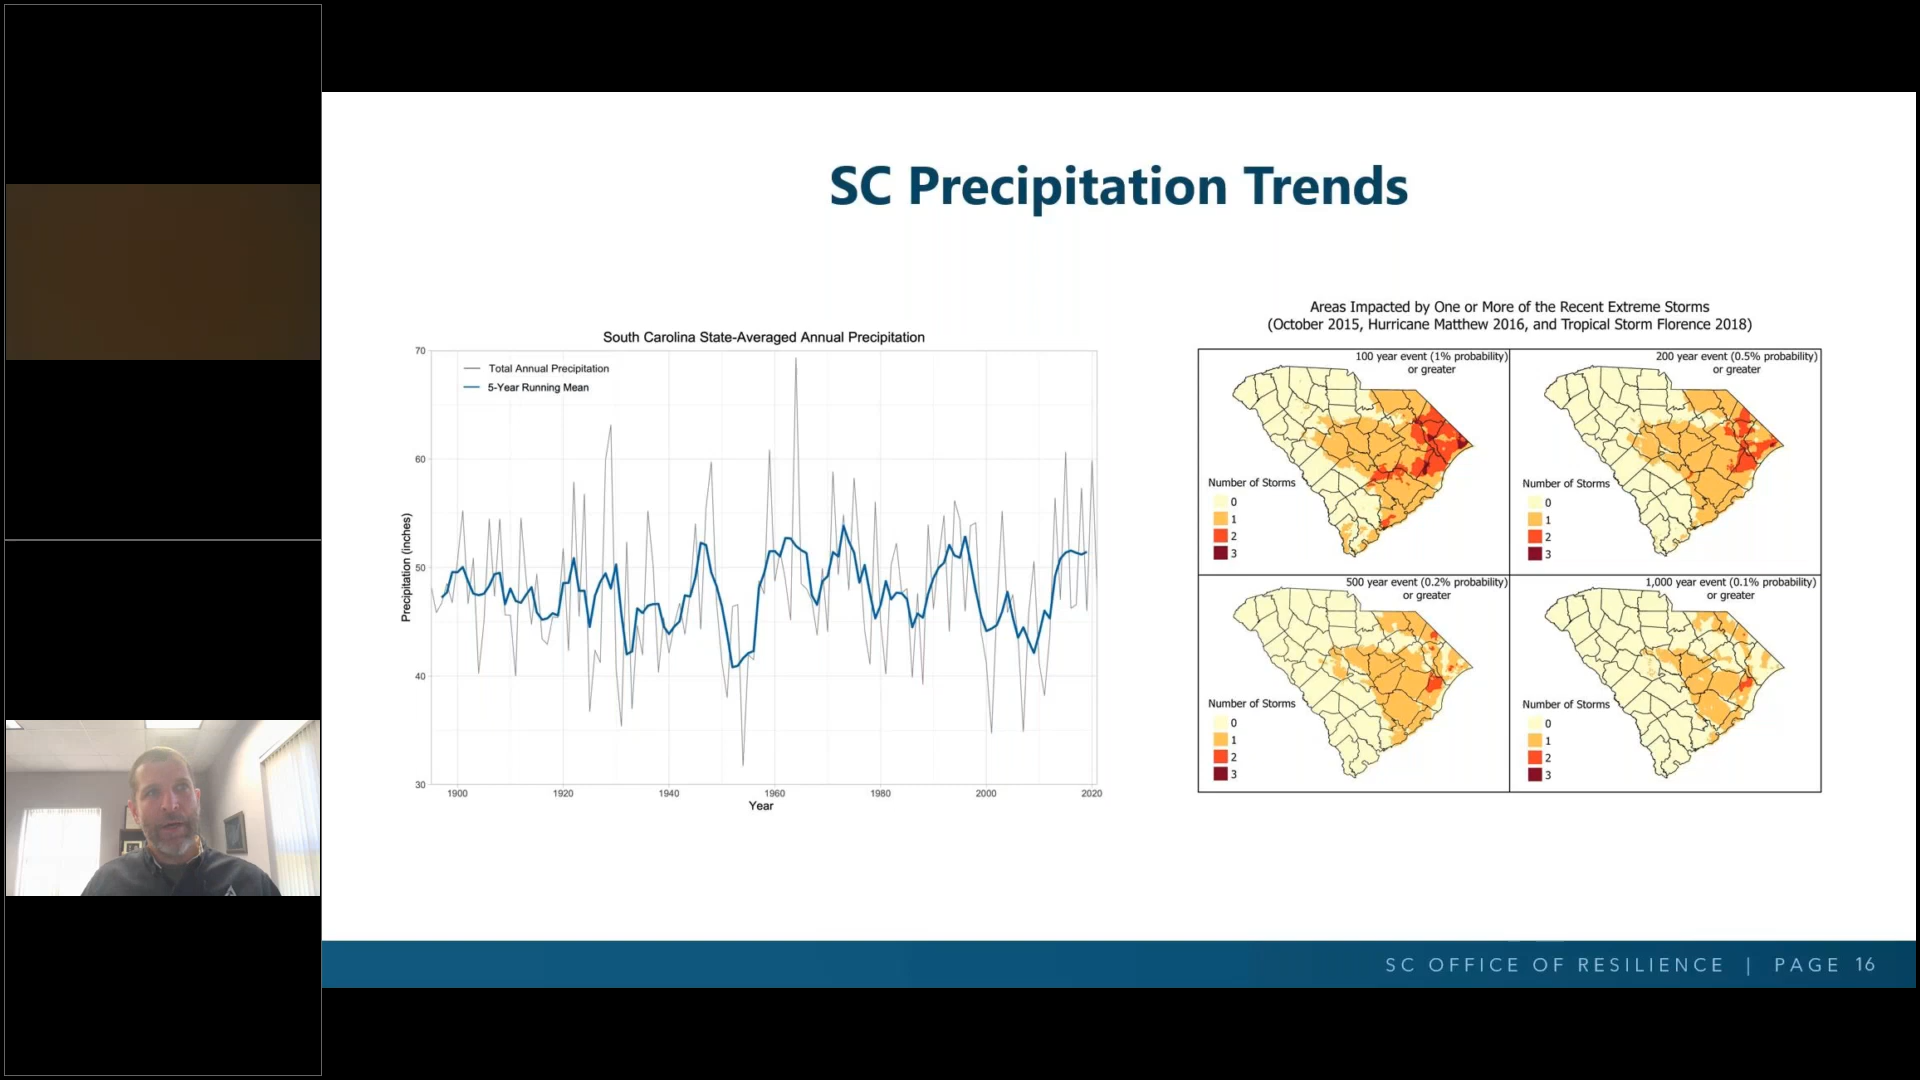 SC Precipitation Trends
South Carolina State-Averaged Annual Precipitation
Total Annual Precipitation
5-Year Running Mean
Precipitation (inches)
70
60
50
40
30
1900
1920
1940
1960
1980
2000
2020
Year
Areas Impacted by One or More of the Recent Extreme Storms
(October 2015, Hurricane Matthew 2016, and Tropical Storm Florence 2018)
100 year event (1% probability)
or greater
Number of Storms
0
1
2
3
200 year event (0.5% probability)
or greater
Number of Storms
0
1
2
3
500 year event (0.2% probability)
or greater
Number of Storms
0
1
2
3
1,000 year event (0.1% probability)
or greater
Number of Storms
0
1
2
3
SC OFFICE OF RESILIENCE | PAGE 16